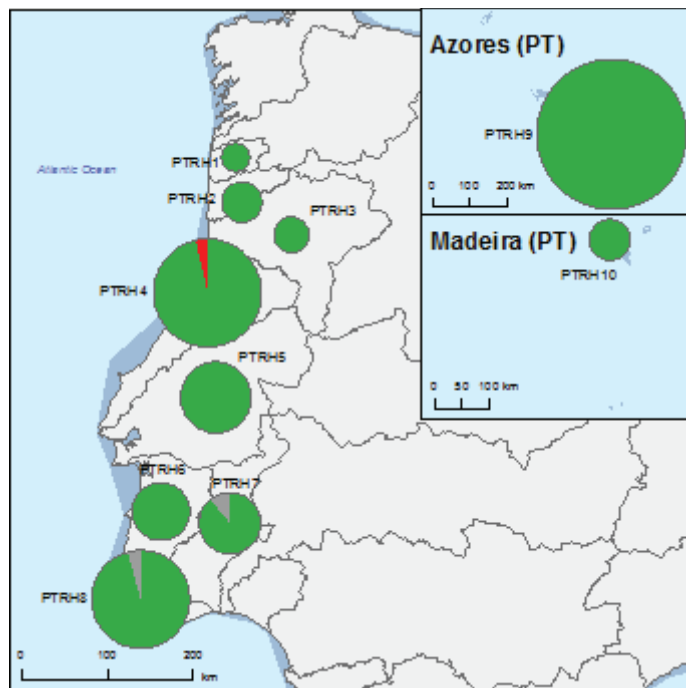 Azores (PT)
PTRH9
0 100 200 km
Madeira (PT)
PTRH10
0 50 100 km
Atlantic Ocean
PTRH1
PTRH2
PTRH3
PTRH4
PTRH5
PTRH6
PTRH7
PTRH8
0 100 200
km